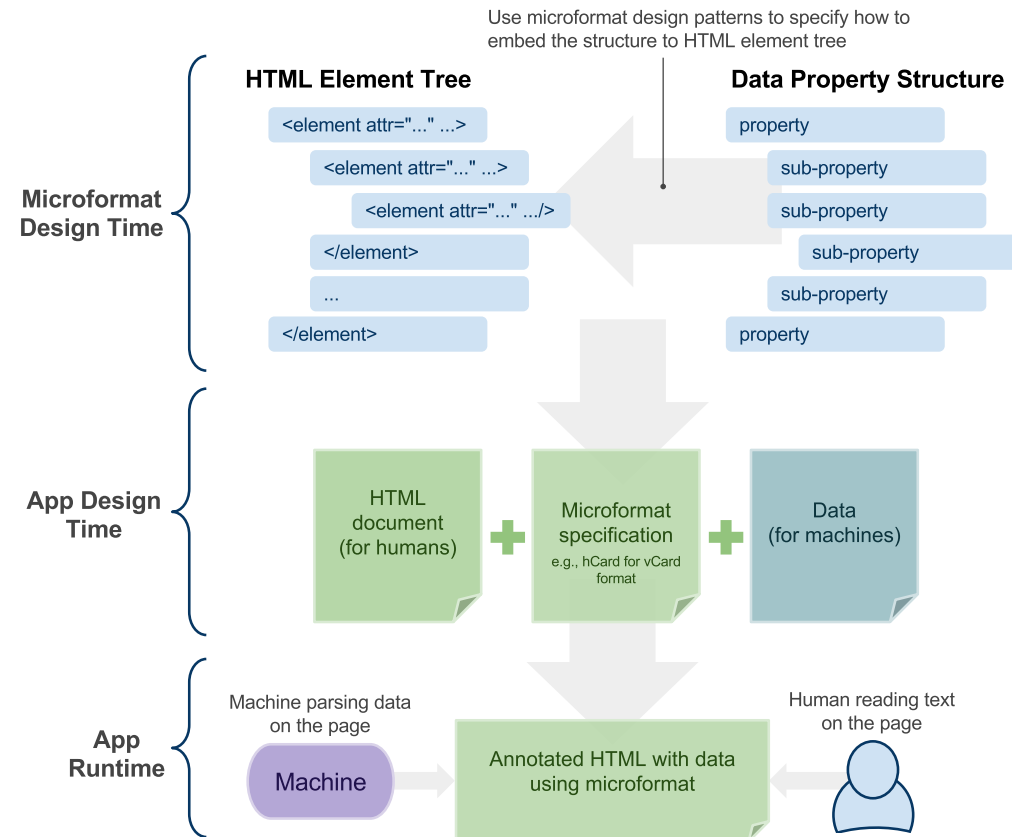 Use microformat design patterns to specify how to
embed the structure to HTML element tree
HTML Element Tree
Data Property Structure
<element attr="..." ...>
<element attr="..." ...>
<element attr="..." .../>
</element>
...
</element>
property
sub-property
sub-property
sub-property
sub-property
property
Microformat
Design Time
App Design
Time
HTML
document
(for humans)
Microformat
specification
e.g., hCard for vCard
format
Data
(for machines)
App
Runtime
Machine parsing data
on the page
Machine
Annotated HTML with data
using microformat
Human reading text
on the page